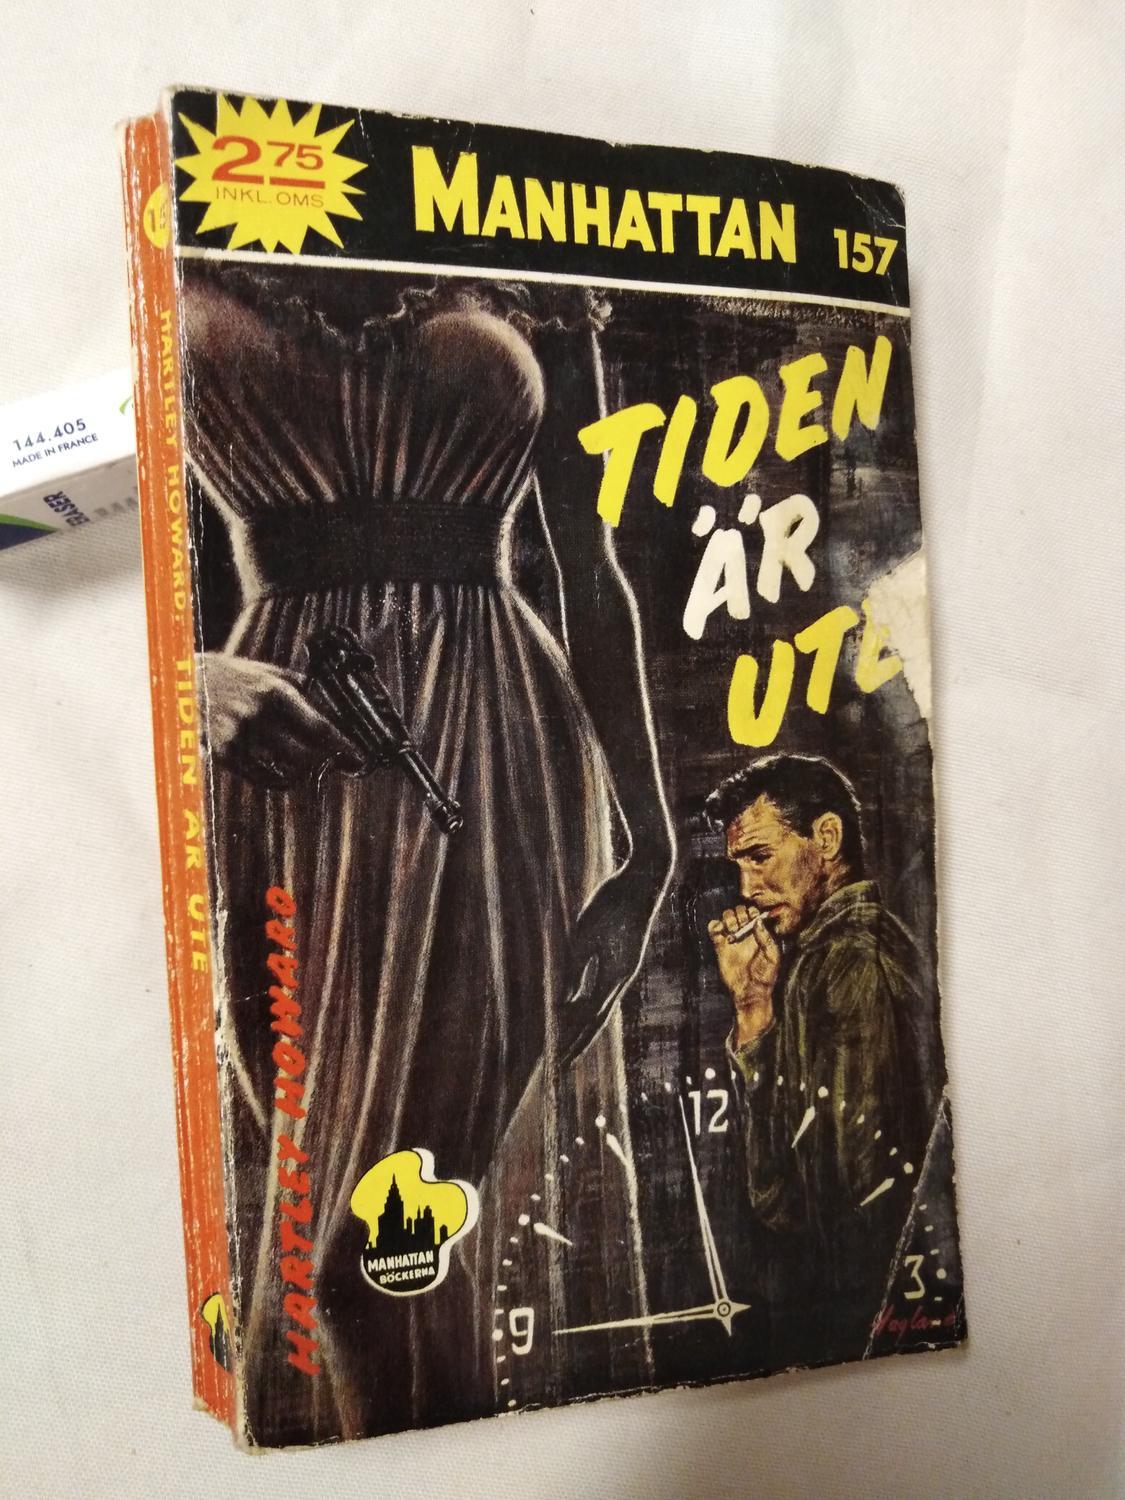 2 75
INKL. OMS
MANHATTAN 157
TIDEN
ÄR
UTE
HARTLEY HOWARD
MANHATTAN
BÖCKERNA
12
9
3
HARTLEY HOWARD: TIDEN ÄR UTE
144.405
MADE IN FRANCE
ERASER